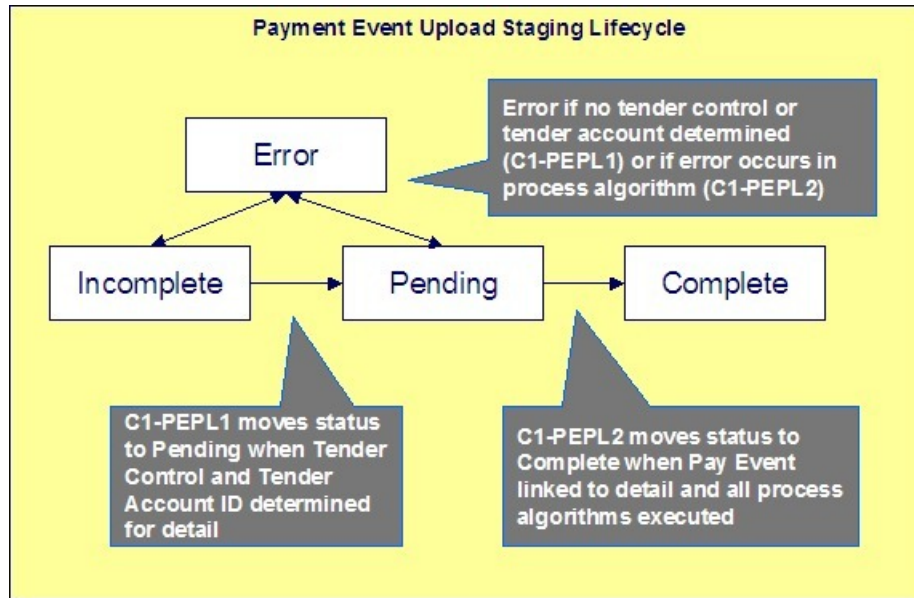 Payment Event Upload Staging Lifecycle
Error if no tender control or
tender account determined
(C1-PEPL1) or if error occurs in
process algorithm (C1-PEPL2)
Error
Incomplete
Pending
Complete
C1-PEPL1 moves status
to Pending when Tender
Control and Tender
Account ID determined
for detail
C1-PEPL2 moves status to
Complete when Pay Event
linked to detail and all process
algorithms executed